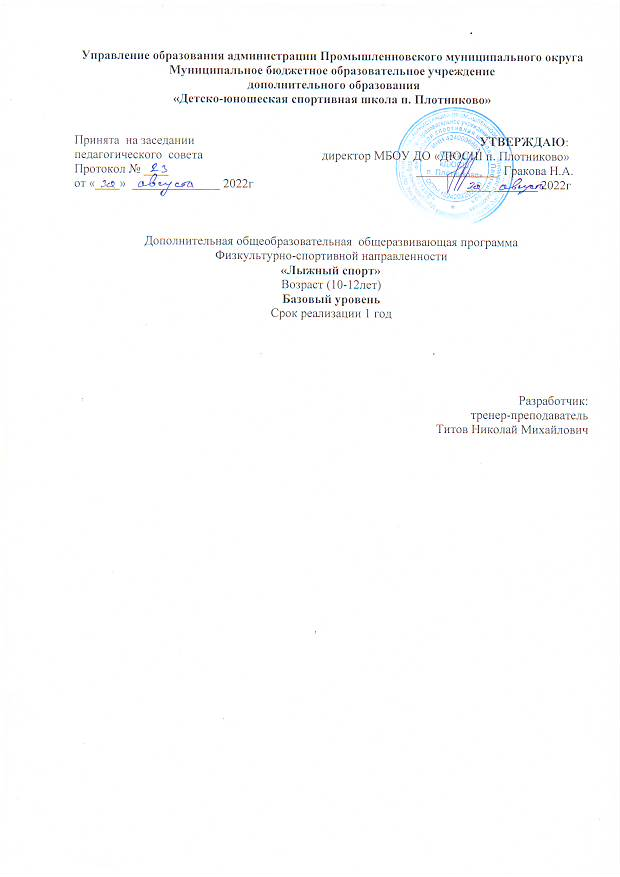 Управление образования администрации Промышленновского муниципального округа
Муниципальное бюджетное образовательное учреждение
дополнительного образования
«Детско-юношеская спортивная школа п. Плотниково»
Принята на заседании
педагогического совета
Протокол № 23
от « 30 » августа 2022г
УТВЕРЖДАЮ:
директор МБОУ ДО «ДЮСШ п. Плотниково»
Гракова Н.А.
30 августа 2022г
Дополнительная общеобразовательная общеразвивающая программа
Физкультурно-спортивной направленности
«Лыжный спорт»
Возраст (10-12лет)
Базовый уровень
Срок реализации 1 год
Разработчик:
тренер-преподаватель
Титов Николай Михайлович